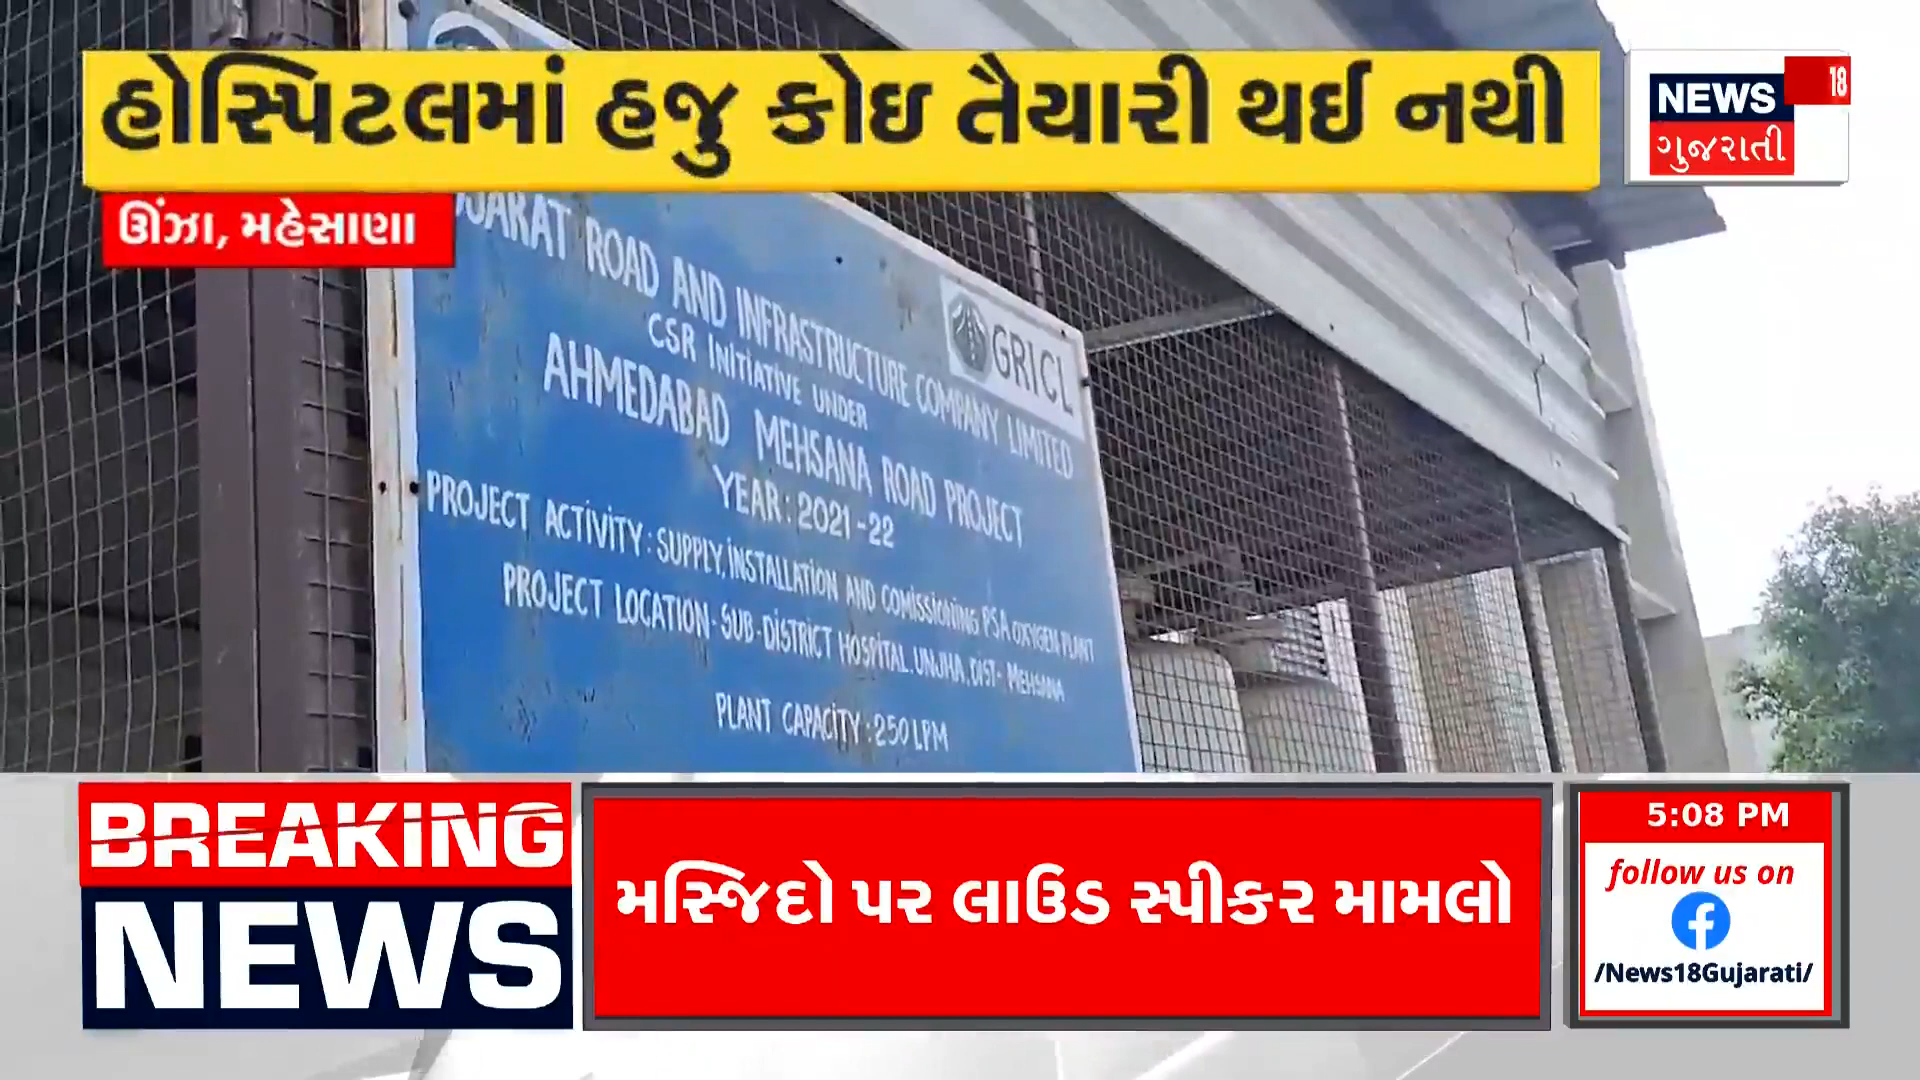 હોસ્પિટલમાં હજુ કોઇ તૈયારી થઈ નથી
NEWS 18
ગુજરાતી
ઊંઝા, મહેસાણા
ROAD AND INFRASTRUCTURE COMPANY LIMITED
GRICL
CSR INITIATIVE UNDER
AHMEDABAD MEHSANA ROAD PROJECT
YEAR: 2021-22
PROJECT ACTIVITY: SUPPLY, INSTALLATION AND COMISSIONING PSA OXYGEN PLANT
PROJECT LOCATION- SUB-DISTRICT HOSPITAL, UNJHA, DIST- MEHSANA
PLANT CAPACITY: 250 LPM
BREAKING
NEWS
મસ્જિદો પર લાઉડ સ્પીકર મામલો
5:08 PM
follow us on
/News18Gujarati/